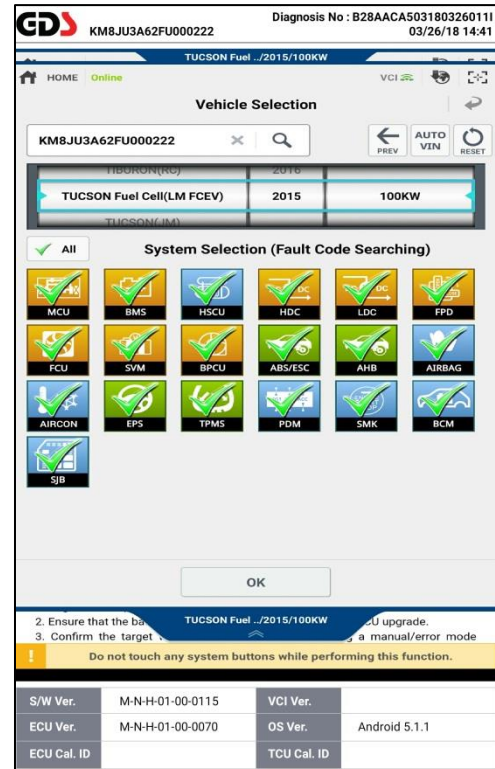 GDS KM8JU3A62FU000222 Diagnosis No : B28AACA5031803260111
03/26/18 14:41
TUCSON Fuel ../2015/100KW
HOME Online VCI
Vehicle Selection
KM8JU3A62FU000222 × PREV AUTO VIN RESET
TIBURON(RC) 2016
TUCSON Fuel Cell(LM FCEV) 2015 100KW
TUCSON(JM)
All System Selection (Fault Code Searching)
MCU BMS HSCU HDC LDC FPD
FCU SVM BPCU ABS/ESC AHB AIRBAG
AIRCON EPS TPMS PDM SMK BCM
SJB
OK
2. Ensure that the ba TUCSON Fuel ../2015/100KW CU upgrade.
3. Confirm the target a manual/error mode
! Do not touch any system buttons while performing this function.
S/W Ver. M-N-H-01-00-0115 VCI Ver.
ECU Ver. M-N-H-01-00-0070 OS Ver. Android 5.1.1
ECU Cal. ID TCU Cal. ID